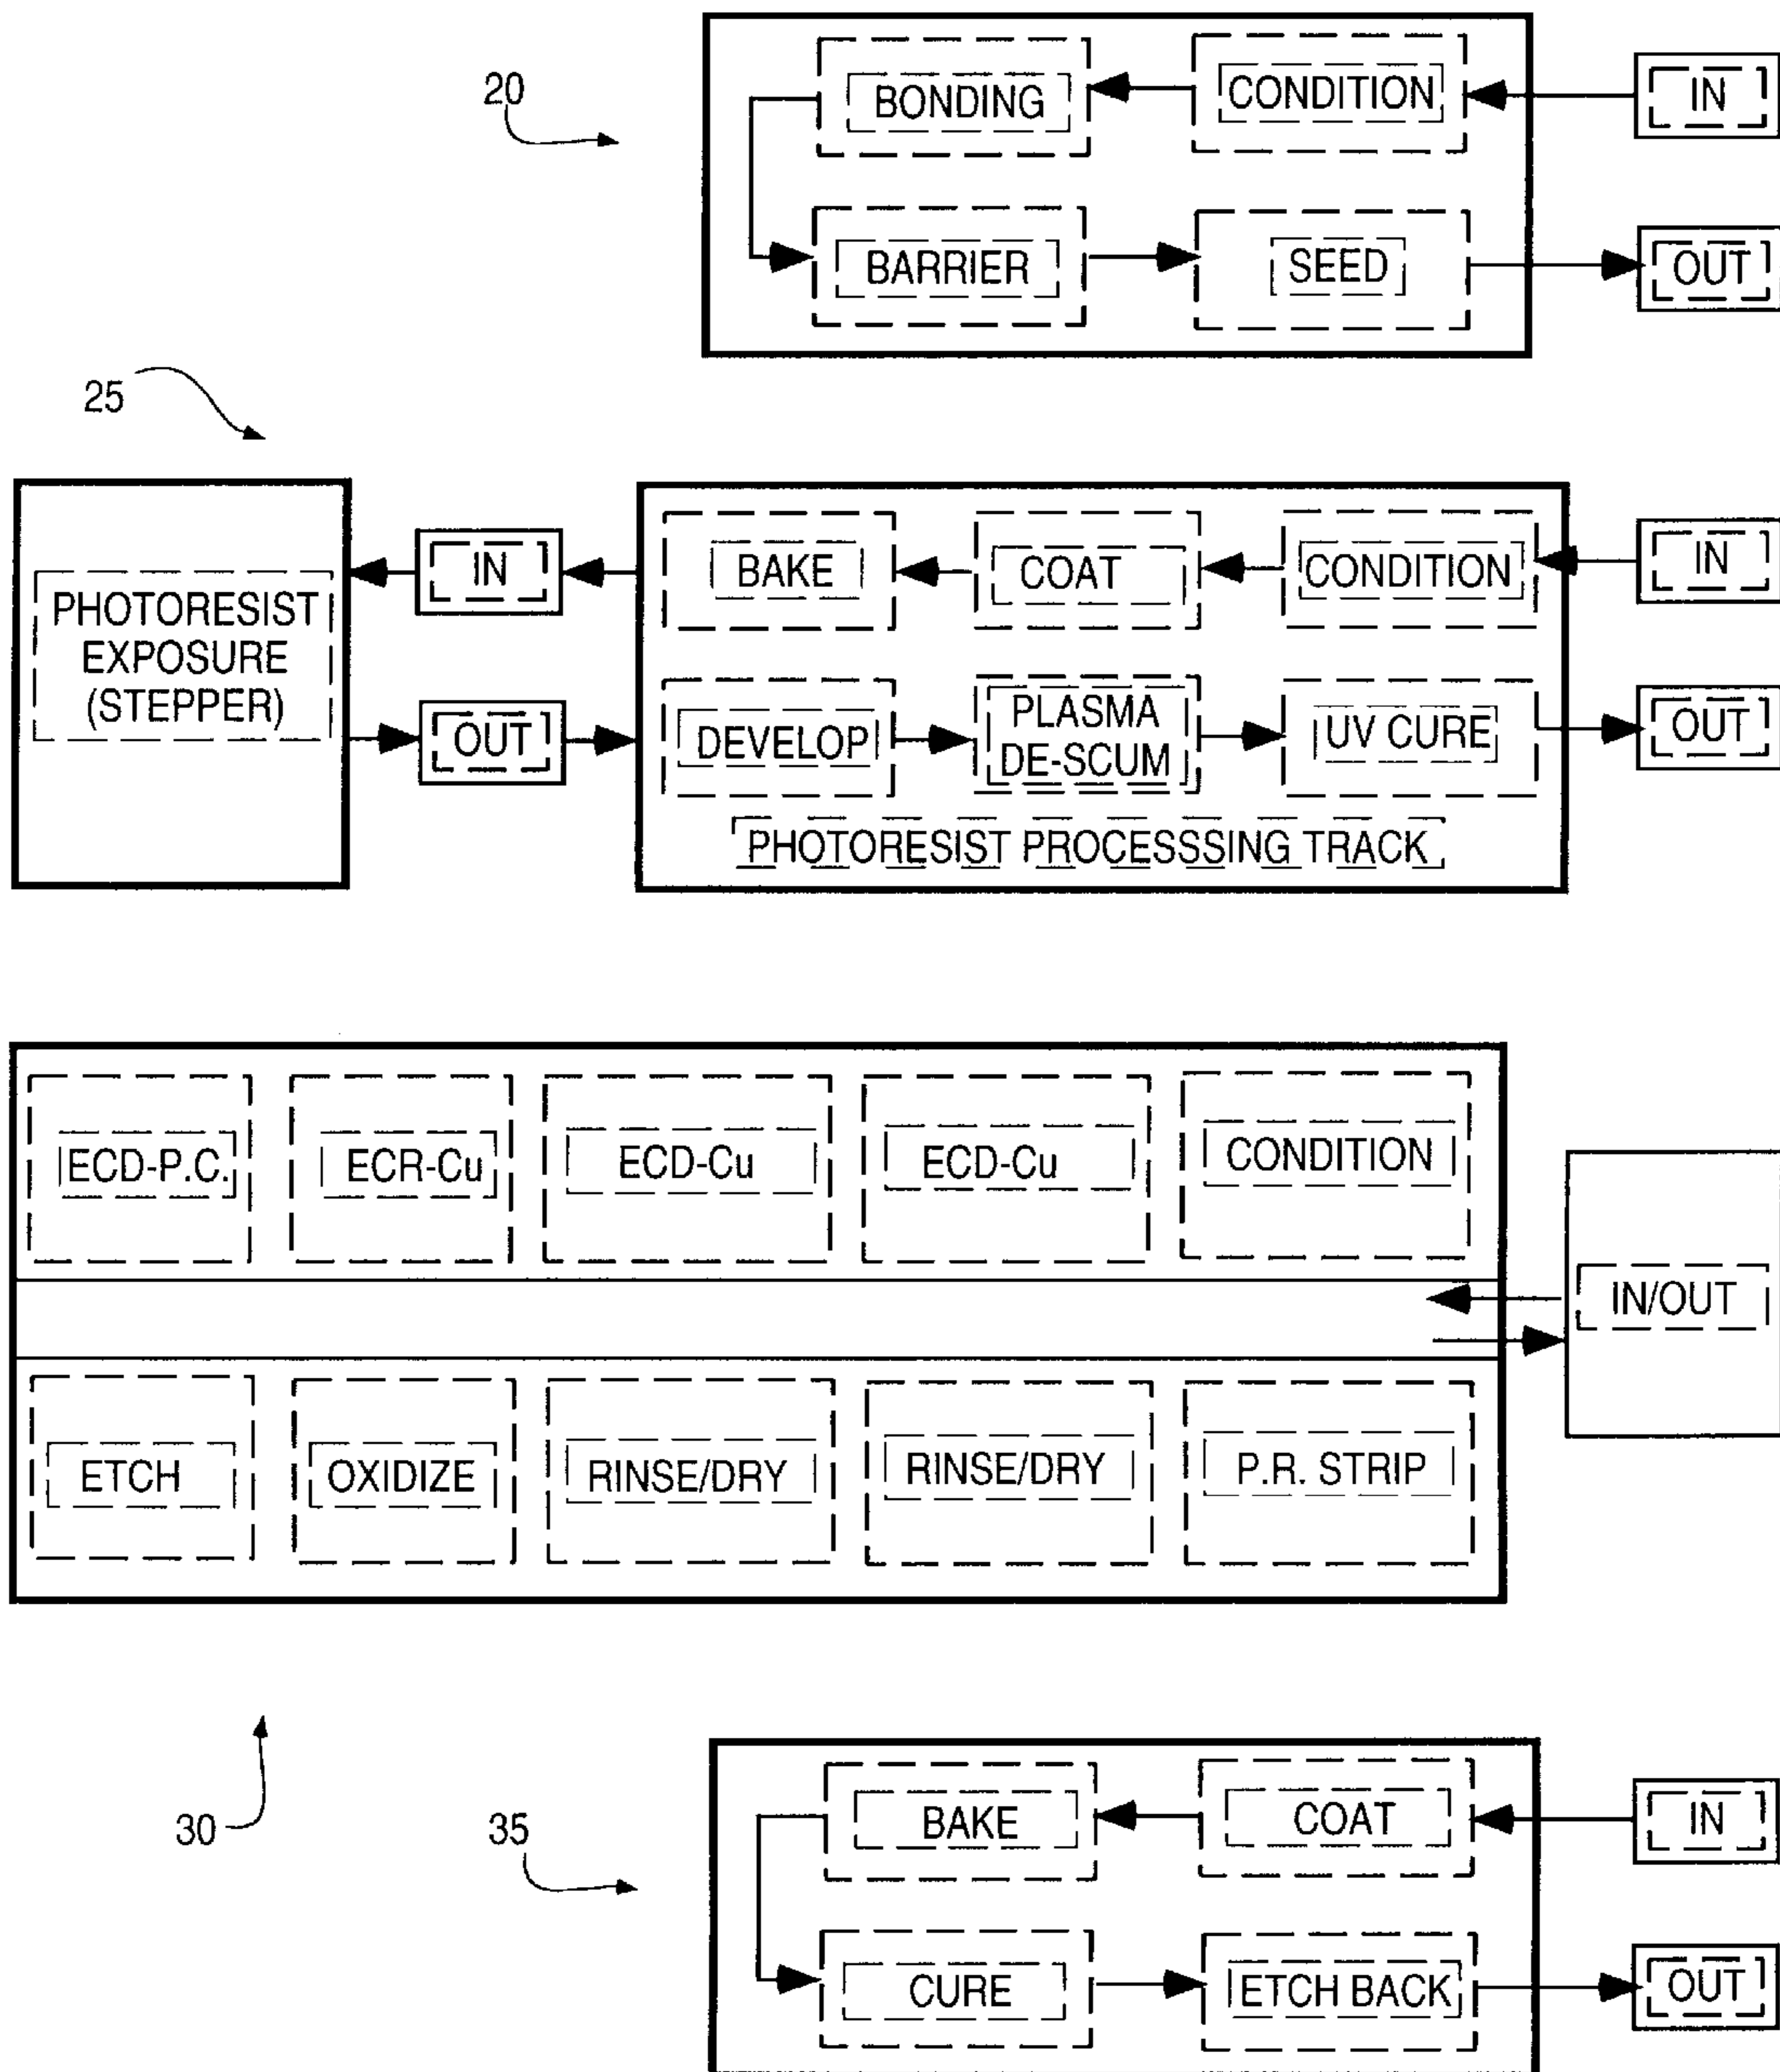 20
BONDING
CONDITION
IN
BARRIER
SEED
OUT
25
PHOTORESIST
EXPOSURE
(STEPPER)
IN
BAKE
COAT
CONDITION
IN
OUT
DEVELOP
PLASMA
DE-SCUM
UV CURE
OUT
PHOTORESIST PROCESSSING TRACK
ECD-P.C.
ECR-Cu
ECD-Cu
ECD-Cu
CONDITION
IN/OUT
ETCH
OXIDIZE
RINSE/DRY
RINSE/DRY
P.R. STRIP
30
35
BAKE
COAT
IN
CURE
ETCH BACK
OUT